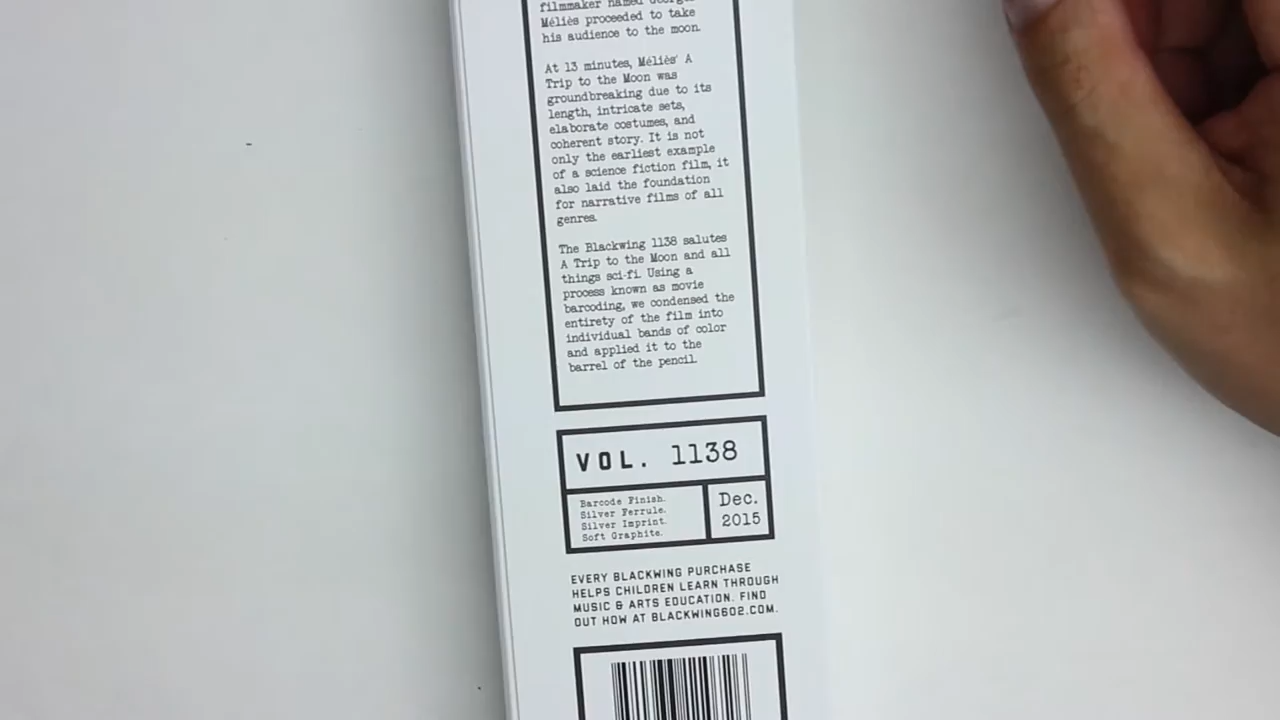 filmmaker named Georges
Méliès proceeded to take
his audience to the moon.
At 13 minutes, Méliès' A
Trip to the Moon was
groundbreaking due to its
length, intricate sets,
elaborate costumes, and
coherent story. It is not
only the earliest example
of a science fiction film, it
also laid the foundation
for narrative films of all
genres.
The Blackwing 1138 salutes
A Trip to the Moon and all
things sci-fi. Using a
process known as movie
barcoding, we condensed the
entirety of the film into
individual bands of color
and applied it to the
barrel of the pencil.
VOL. 1138
Barcode Finish.
Silver Ferrule.
Silver Imprint.
Soft Graphite.
Dec.
2015
EVERY BLACKWING PURCHASE
HELPS CHILDREN LEARN THROUGH
MUSIC & ARTS EDUCATION. FIND
OUT HOW AT BLACKWING602.COM.